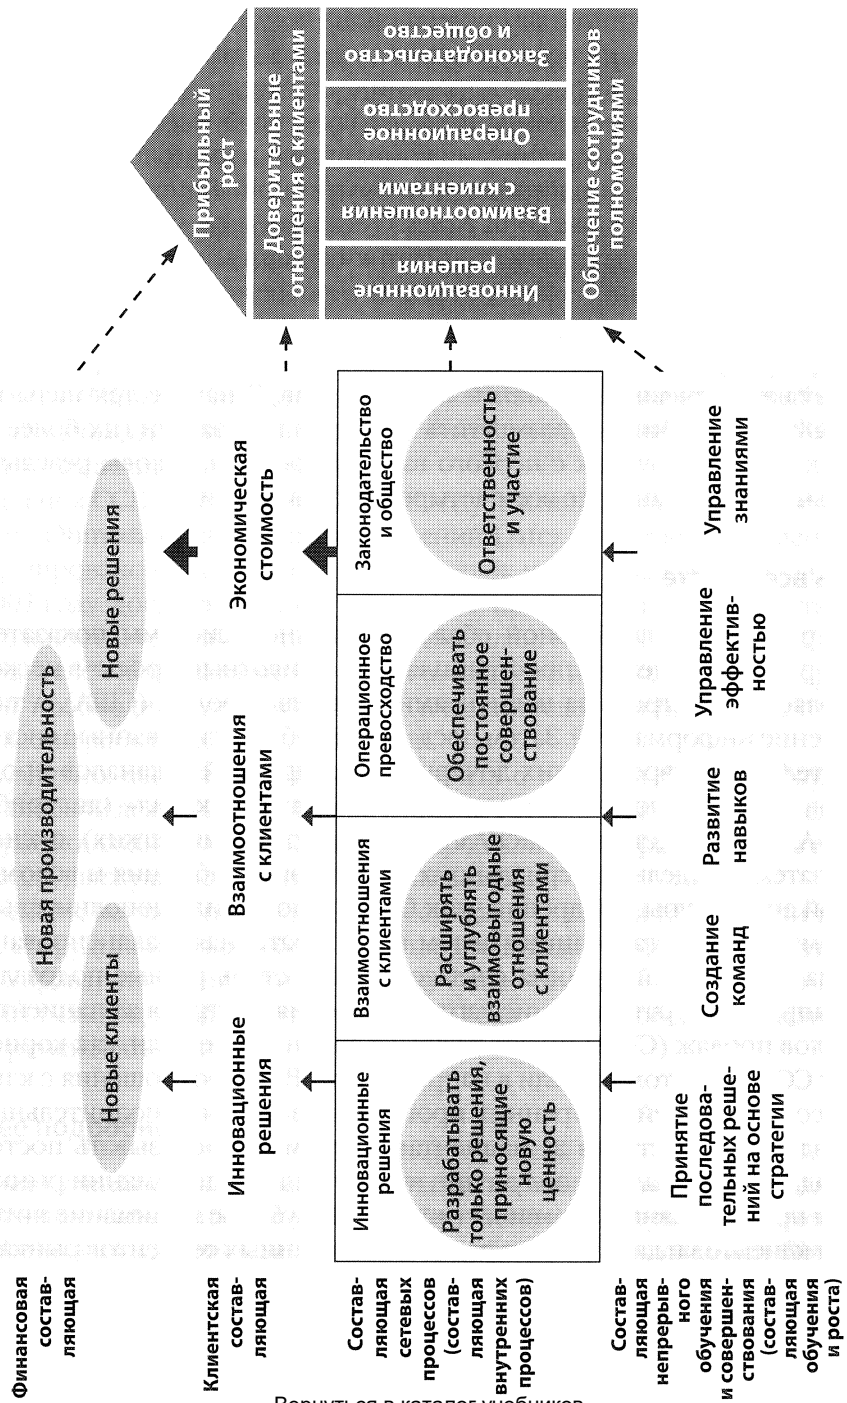 Финансовая
состав-
ляющая
Новые клиенты
Новая производительность
Новые решения
Прибыльный
рост
Клиентская
состав-
ляющая
Инновационные
решения
Взаимоотношения
с клиентами
Экономическая
стоимость
Доверительные
отношения с клиентами
Состав-
ляющая
сетевых
процессов
(состав-
ляющая
внутренних
процессов)
Инновационные
решения
Разрабатывать
только решения,
приносящие
новую
ценность
Взаимоотношения
с клиентами
Расширять
и углублять
взаимовыгодные
отношения
с клиентами
Операционное
превосходство
Обеспечивать
постоянное
совершен-
ствование
Законодательство
и общество
Ответственность
и участие
Инновационные
решения
Взаимоотношения
с клиентами
Операционное
превосходство
Законодательство
и общество
Состав-
ляющая
непрерыв-
ного
обучения
и совершен-
ствования
(состав-
ляющая
обучения
и роста)
Принятие
последова-
тельных реше-
ний на основе
стратегии
Создание
команд
Развитие
навыков
Управление
эффектив-
ностью
Управление
знаниями
Облечение сотрудников
полномочиями
Вернуться в каталог учебников